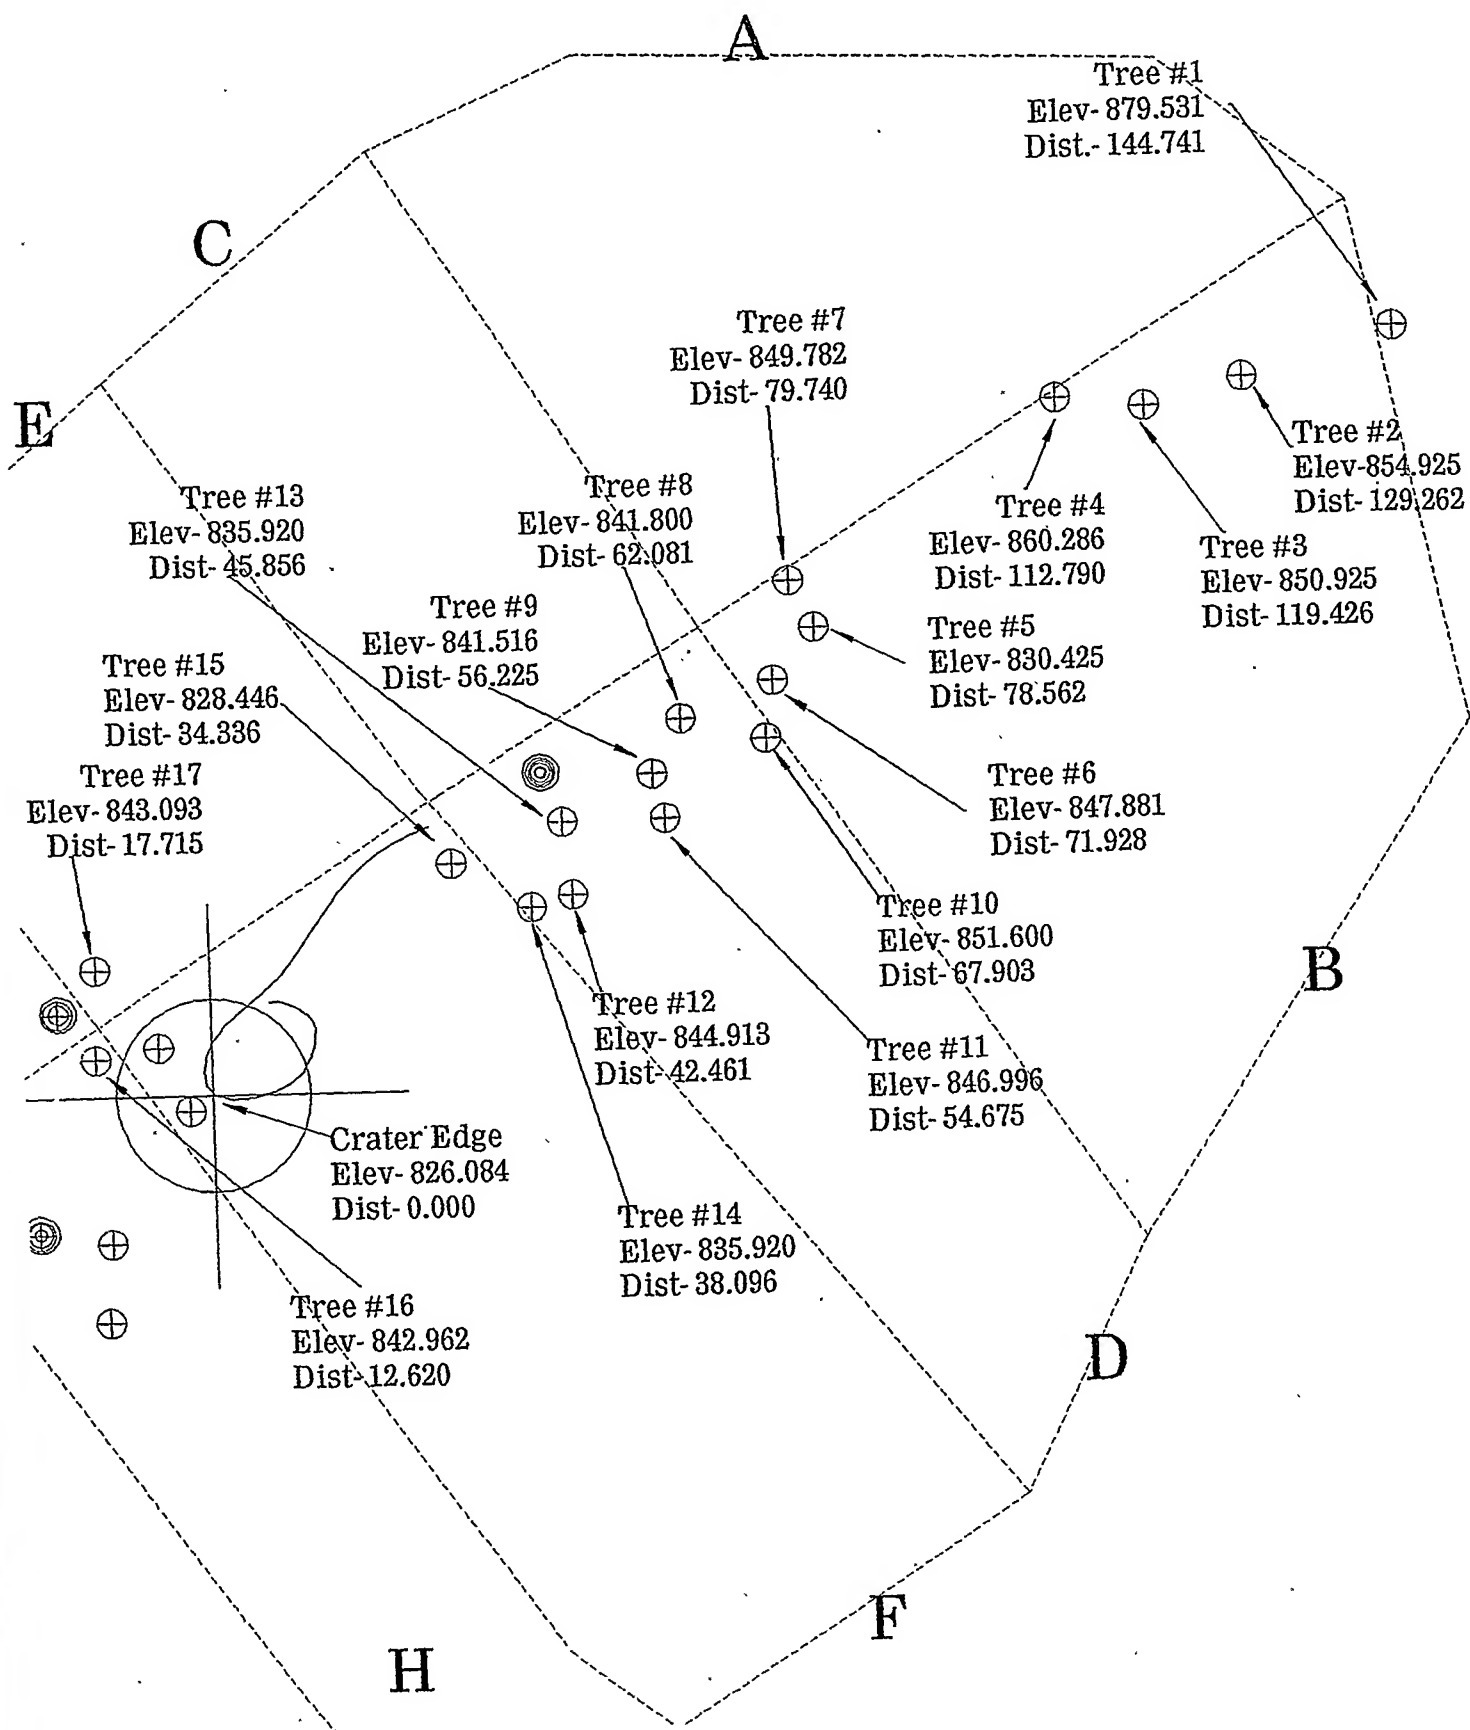 A
Tree #1
Elev- 879.531
Dist.- 144.741
C
Tree #7
Elev- 849.782
Dist- 79.740
E
Tree #2
Elev-854.925
Dist- 129.262
Tree #13
Elev- 835.920
Dist- 45.856
Tree #8
Elev- 841.800
Dist- 62.081
Tree #4
Elev- 860.286
Dist- 112.790
Tree #3
Elev- 850.925
Dist- 119.426
Tree #9
Elev- 841.516
Dist- 56.225
Tree #5
Elev- 830.425
Dist- 78.562
Tree #15
Elev- 828.446
Dist- 34.336
Tree #17
Elev- 843.093
Dist- 17.715
Tree #6
Elev- 847.881
Dist- 71.928
Tree #10
Elev- 851.600
Dist- 67.903
B
Tree #12
Elev- 844.913
Dist- 42.461
Tree #11
Elev- 846.996
Dist- 54.675
Crater Edge
Elev- 826.084
Dist- 0.000
Tree #14
Elev- 835.920
Dist- 38.096
Tree #16
Elev- 842.962
Dist- 12.620
D
F
H